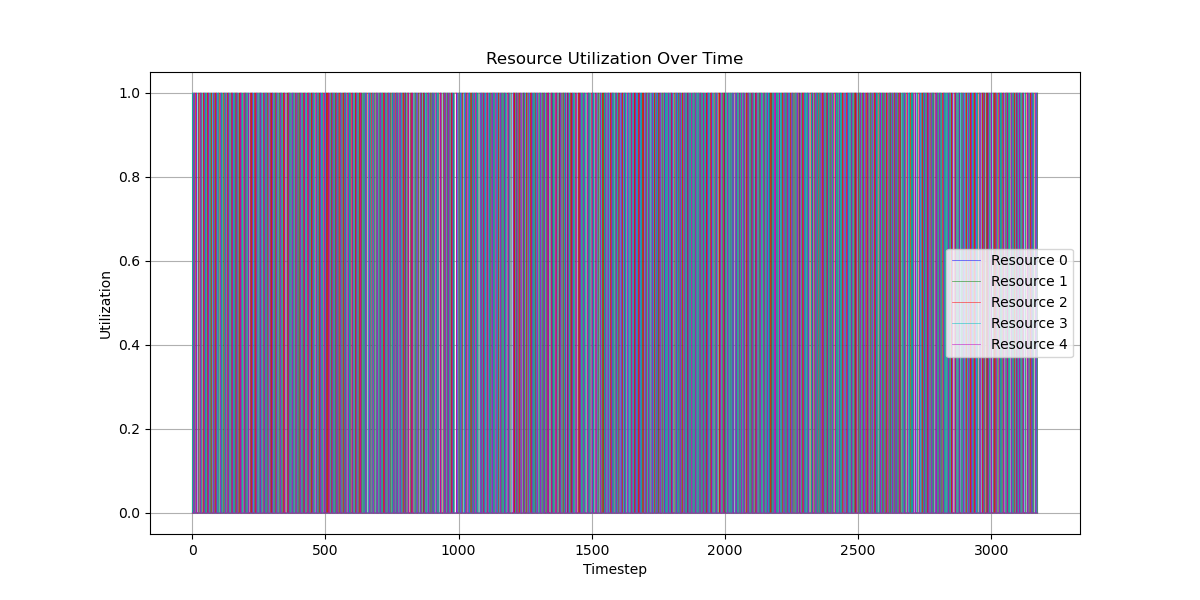 Resource Utilization Over Time
1.0
0.8
0.6
0.4
0.2
0.0
Utilization
Resource 0
Resource 1
Resource 2
Resource 3
Resource 4
0 500 1000 1500 2000 2500 3000
Timestep